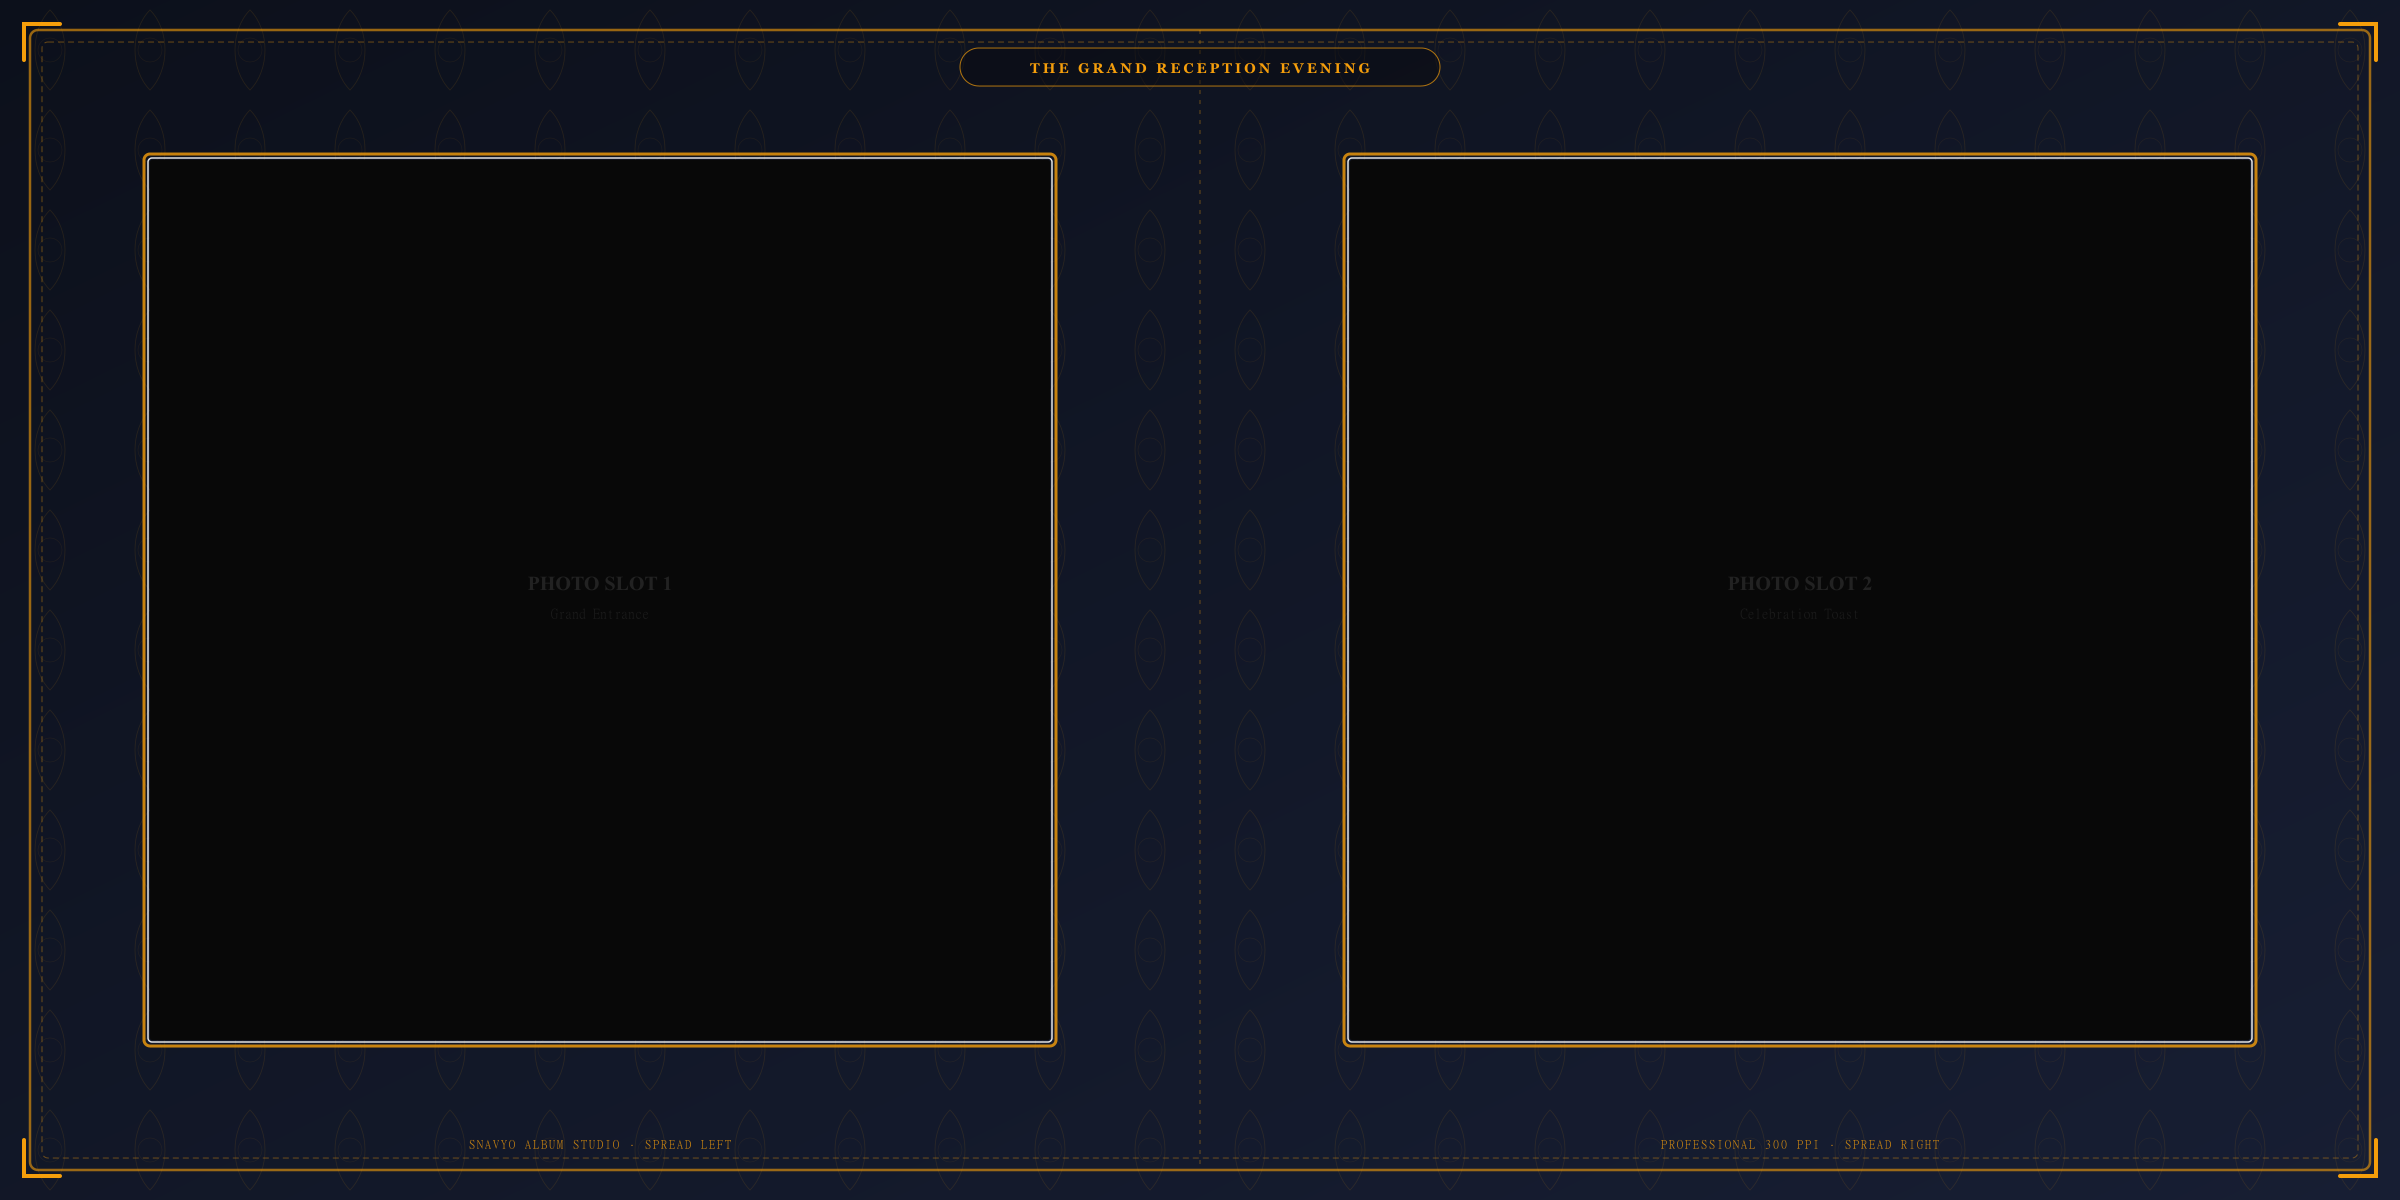 THE GRAND RECEPTION EVENING
PHOTO SLOT 1
Grand Entrance
PHOTO SLOT 2
Celebration Toast
SNAVYO ALBUM STUDIO · SPREAD LEFT
PROFESSIONAL 300 PPI · SPREAD RIGHT